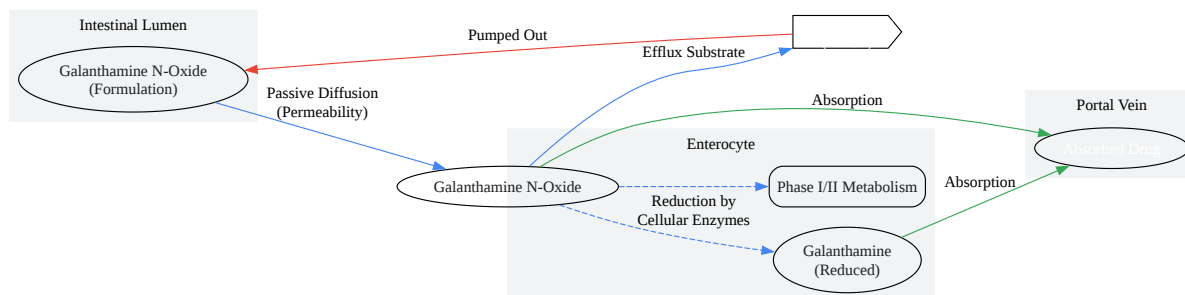 Intestinal Lumen
Galanthamine N-Oxide
(Formulation)
Pumped Out
Efflux Substrate
Passive Diffusion
(Permeability)
Absorption
Portal Vein
Absorbed Drug
Enterocyte
Galanthamine N-Oxide
Phase I/II Metabolism
Reduction by
Cellular Enzymes
Absorption
Galanthamine
(Reduced)